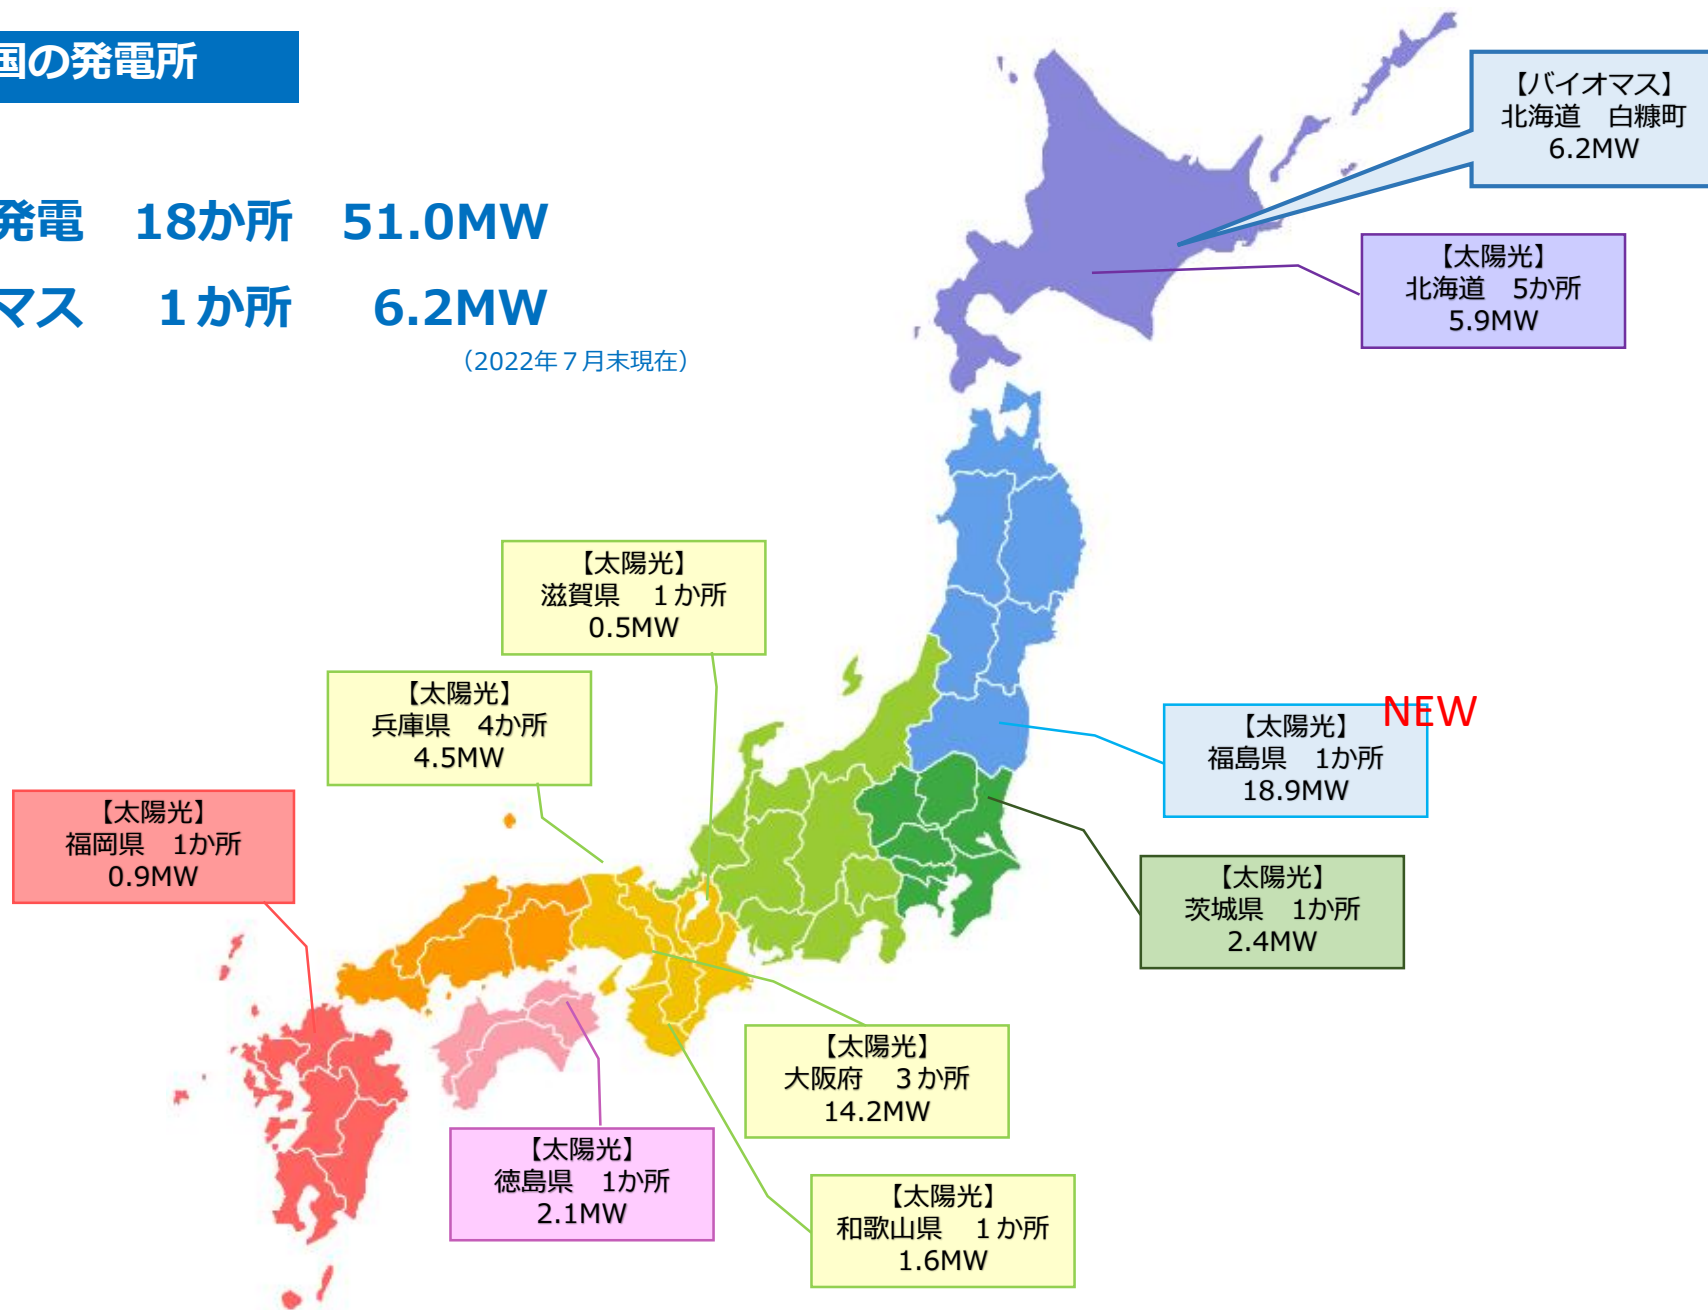 国の発電所
発電　18か所　51.0MW
マス　１か所　6.2MW
（2022年７月末現在）
【バイオマス】
北海道　白糠町
6.2MW
【太陽光】
北海道　5か所
5.9MW
【太陽光】
滋賀県　１か所
0.5MW
【太陽光】
兵庫県　4か所
4.5MW
NEW
【太陽光】
福島県　1か所
18.9MW
【太陽光】
福岡県　1か所
0.9MW
【太陽光】
茨城県　1か所
2.4MW
【太陽光】
大阪府　３か所
14.2MW
【太陽光】
徳島県　1か所
2.1MW
【太陽光】
和歌山県　１か所
1.6MW